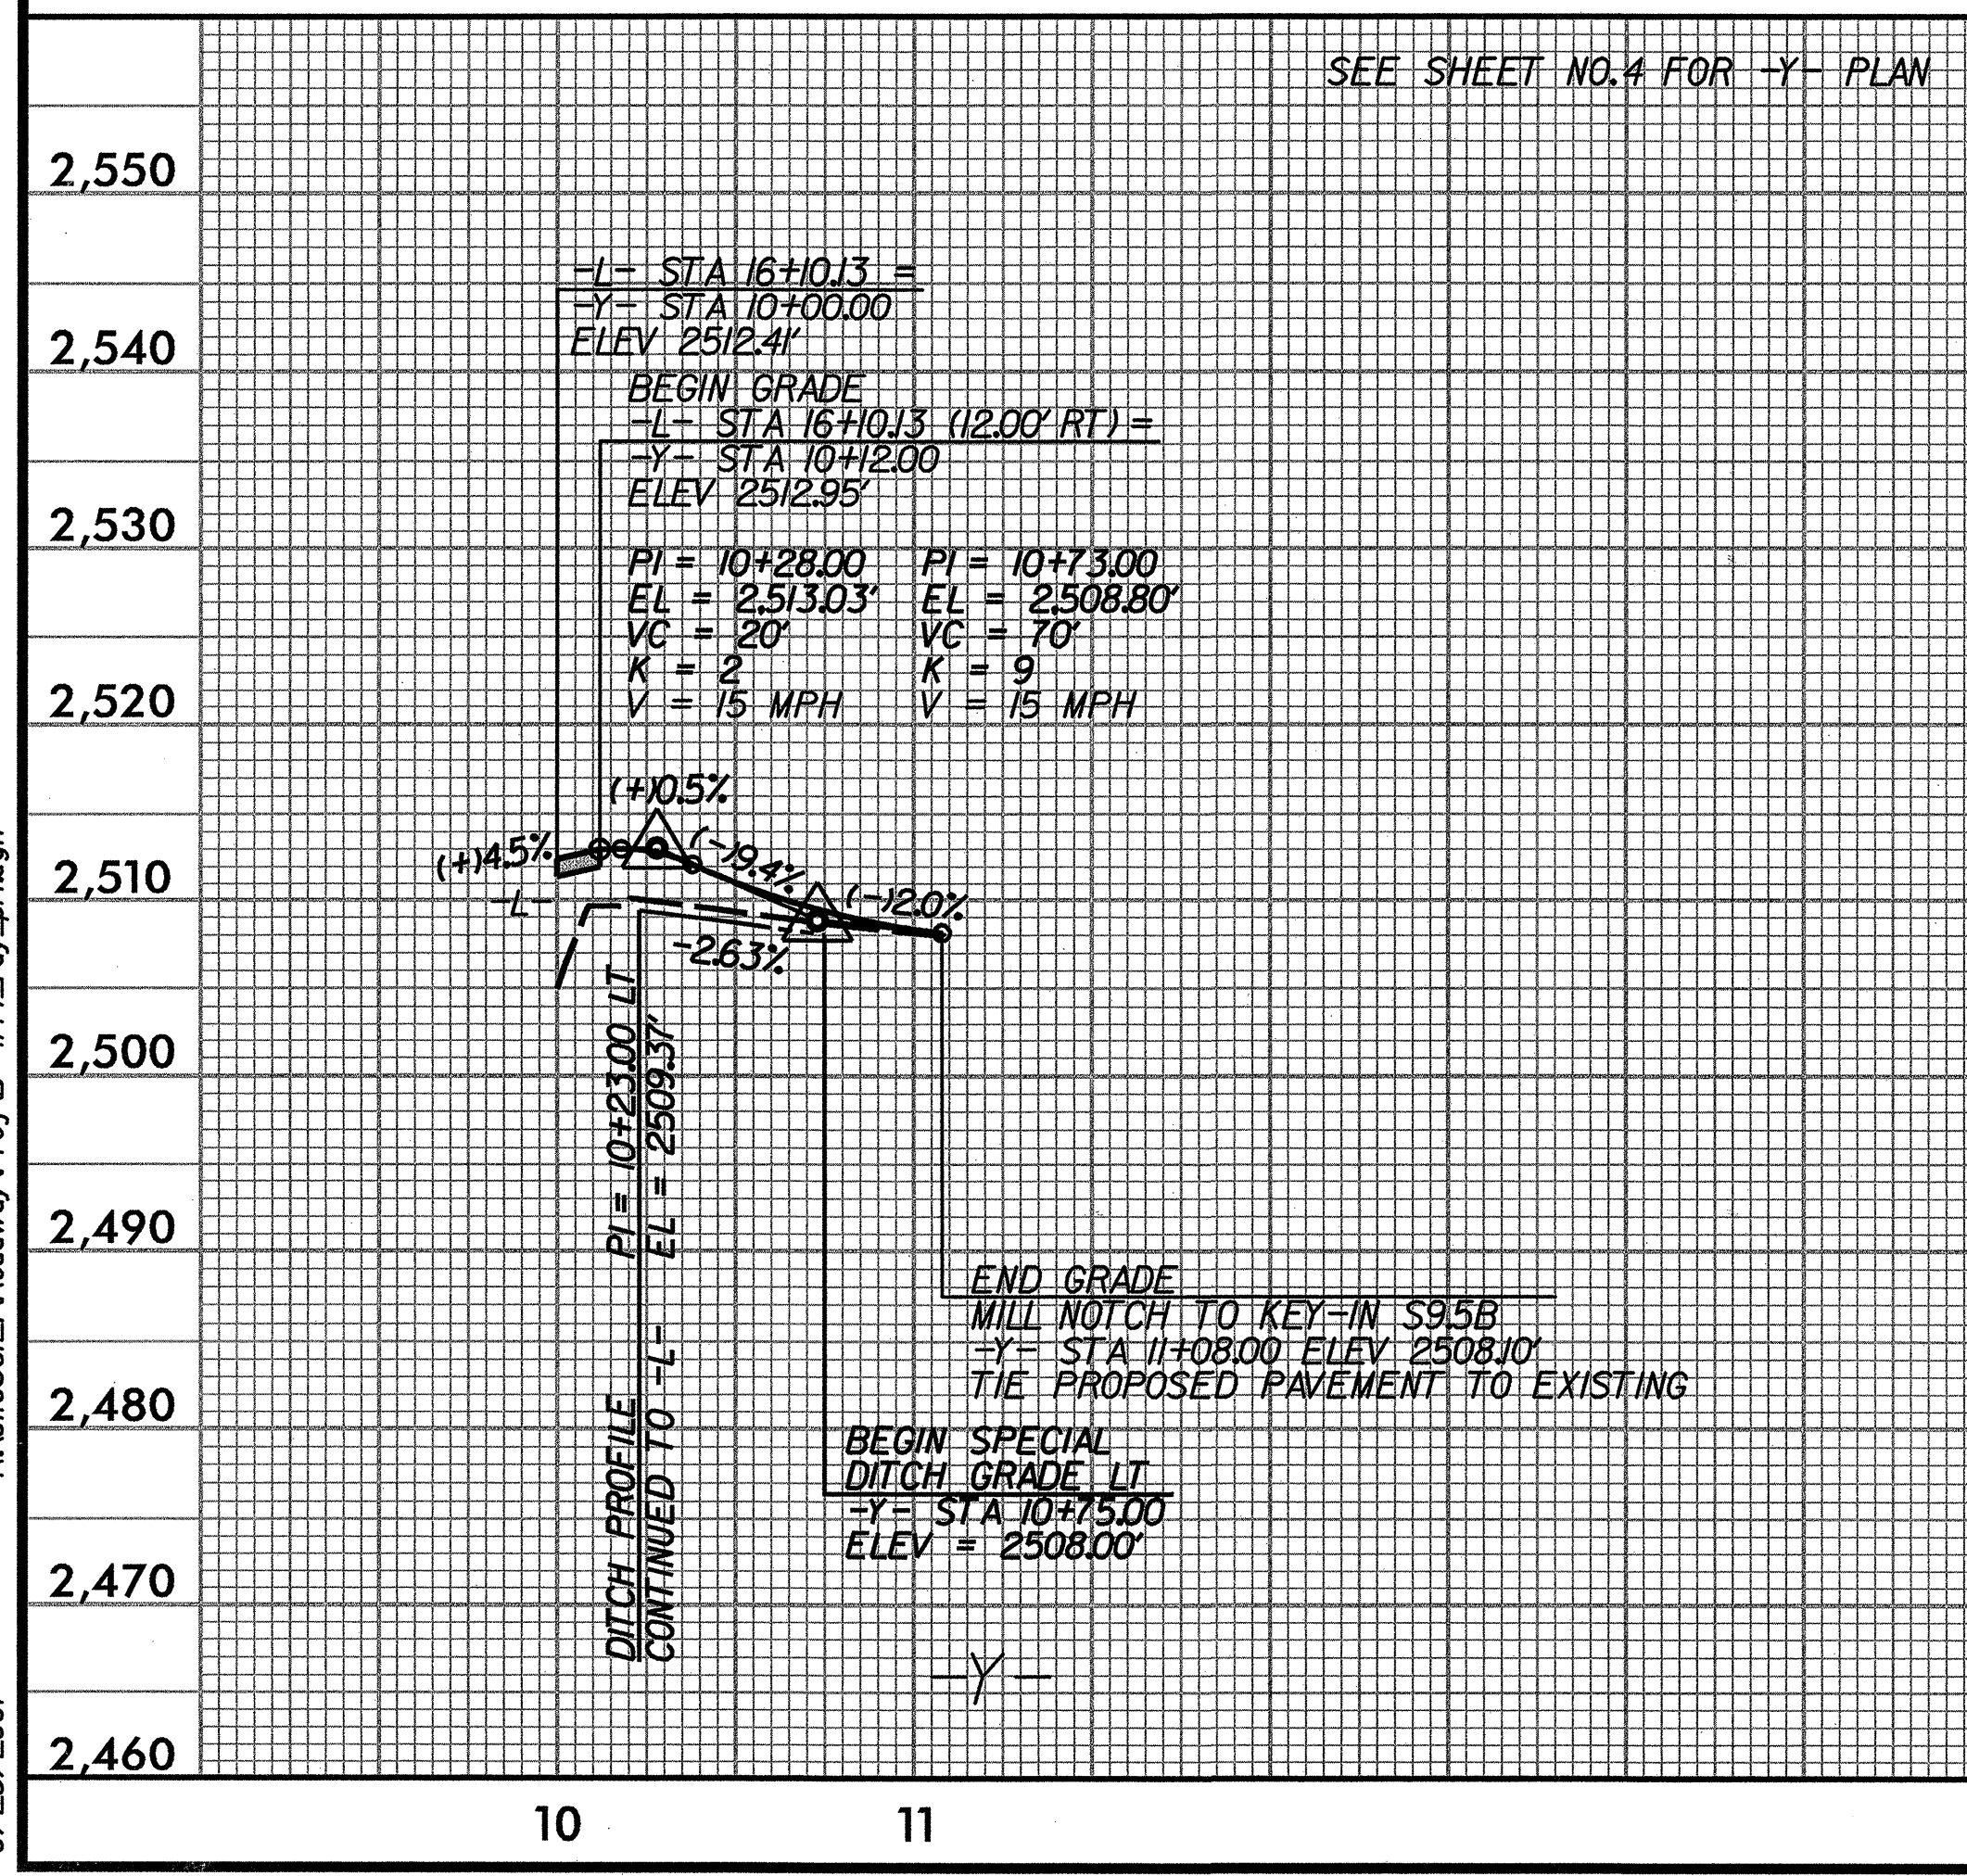 SEE SHEET NO. 4 FOR -Y- PLAN
2,550
2,540
2,530
2,520
2,510
2,500
2,490
2,480
2,470
2,460
-L- STA 16+10.13 =
-Y- STA 10+00.00
ELEV 2512.41'
BEGIN GRADE
-L- STA 16+10.13 (12.00' RT) =
-Y- STA 10+12.00
ELEV 2512.95'
PI = 10+28.00
EL = 2,513.03'
VC = 20'
K = 2
V = 15 MPH
PI = 10+73.00
EL = 2,508.80'
VC = 70'
K = 9
V = 15 MPH
(+)0.5%
(+)4.5%
(-)9.4%
(-)2.0%
-L-
-2.63%
PI = 10+23.00 LT
EL = 2509.37'
DITCH PROFILE
CONTINUED TO -L-
END GRADE
MILL NOTCH TO KEY-IN S9.5B
-Y- STA 11+08.00 ELEV 2508.10'
TIE PROPOSED PAVEMENT TO EXISTING
BEGIN SPECIAL
DITCH GRADE LT
-Y- STA 10+75.00
ELEV = 2508.00'
-Y-
10 11